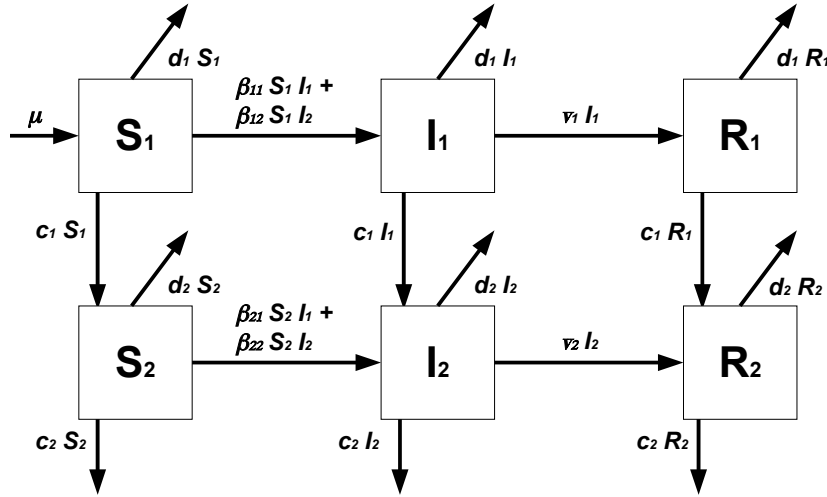 d₁ S₁
d₁ I₁
d₁ R₁
β₁₁ S₁ I₁ +
β₁₂ S₁ I₂
μ
S₁
I₁
ν₁ I₁
R₁
c₁ S₁
c₁ I₁
c₁ R₁
d₂ S₂
d₂ I₂
d₂ R₂
β₂₁ S₂ I₁ +
β₂₂ S₂ I₂
S₂
I₂
ν₂ I₂
R₂
c₂ S₂
c₂ I₂
c₂ R₂